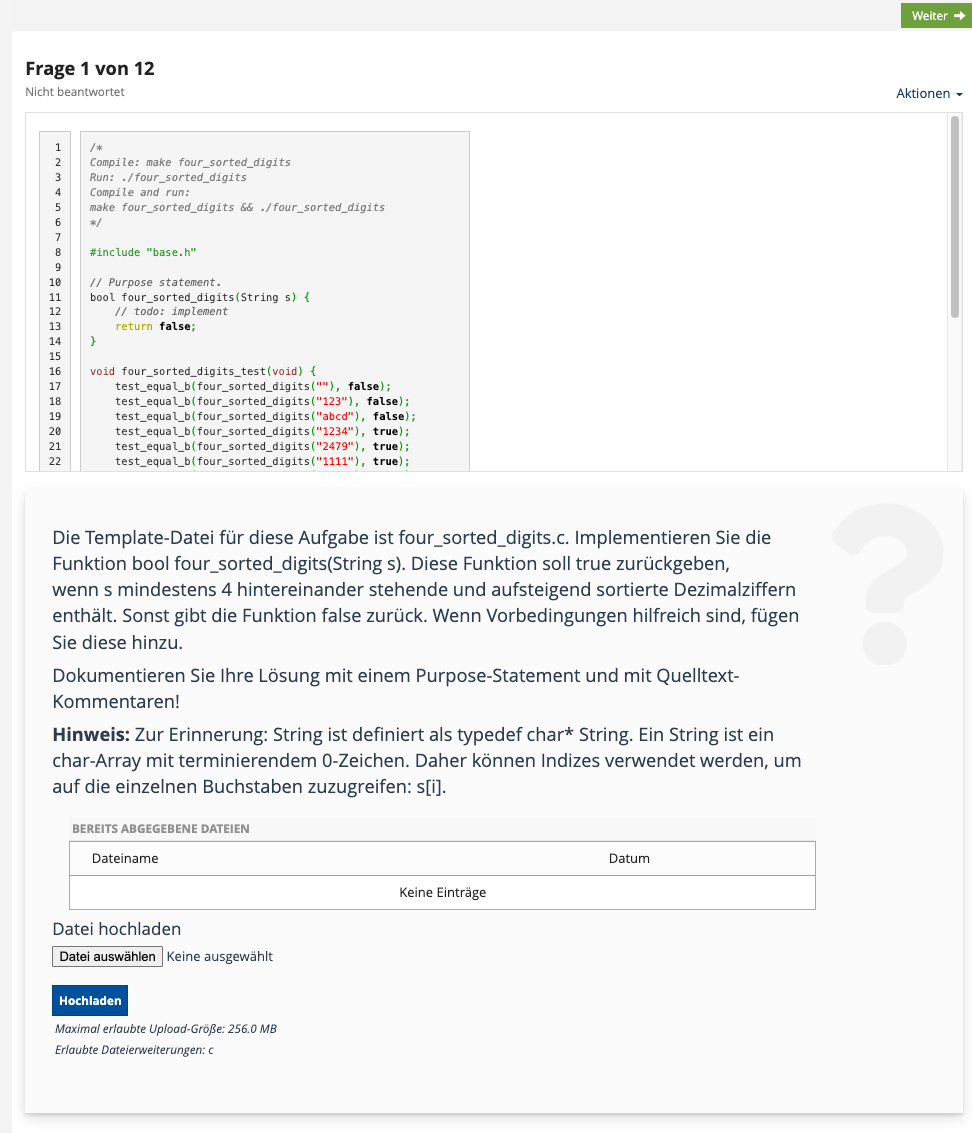 Weiter
Frage 1 von 12
Nicht beantwortet
Aktionen
1 /*
2 Compile: make four_sorted_digits
3 Run: ./four_sorted_digits
4 Compile and run:
5 make four_sorted_digits && ./four_sorted_digits
6 */
7
8 #include "base.h"
9
10 // Purpose statement.
11 bool four_sorted_digits(String s) {
12     // todo: implement
13     return false;
14 }
15
16 void four_sorted_digits_test(void) {
17     test_equal_b(four_sorted_digits(""), false);
18     test_equal_b(four_sorted_digits("123"), false);
19     test_equal_b(four_sorted_digits("abcd"), false);
20     test_equal_b(four_sorted_digits("1234"), true);
21     test_equal_b(four_sorted_digits("2479"), true);
22     test_equal_b(four_sorted_digits("1111"), true);
Die Template-Datei für diese Aufgabe ist four_sorted_digits.c. Implementieren Sie die
Funktion bool four_sorted_digits(String s). Diese Funktion soll true zurückgeben,
wenn s mindestens 4 hintereinander stehende und aufsteigend sortierte Dezimalziffern
enthält. Sonst gibt die Funktion false zurück. Wenn Vorbedingungen hilfreich sind, fügen
Sie diese hinzu.
Dokumentieren Sie Ihre Lösung mit einem Purpose-Statement und mit Quelltext-
Kommentaren!
Hinweis: Zur Erinnerung: String ist definiert als typedef char* String. Ein String ist ein
char-Array mit terminierendem 0-Zeichen. Daher können Indizes verwendet werden, um
auf die einzelnen Buchstaben zuzugreifen: s[i].
BEREITS ABGEGEBENE DATEIEN
Dateiname Datum
Keine Einträge
Datei hochladen
Datei auswählen Keine ausgewählt
Hochladen
Maximal erlaubte Upload-Größe: 256.0 MB
Erlaubte Dateierweiterungen: c